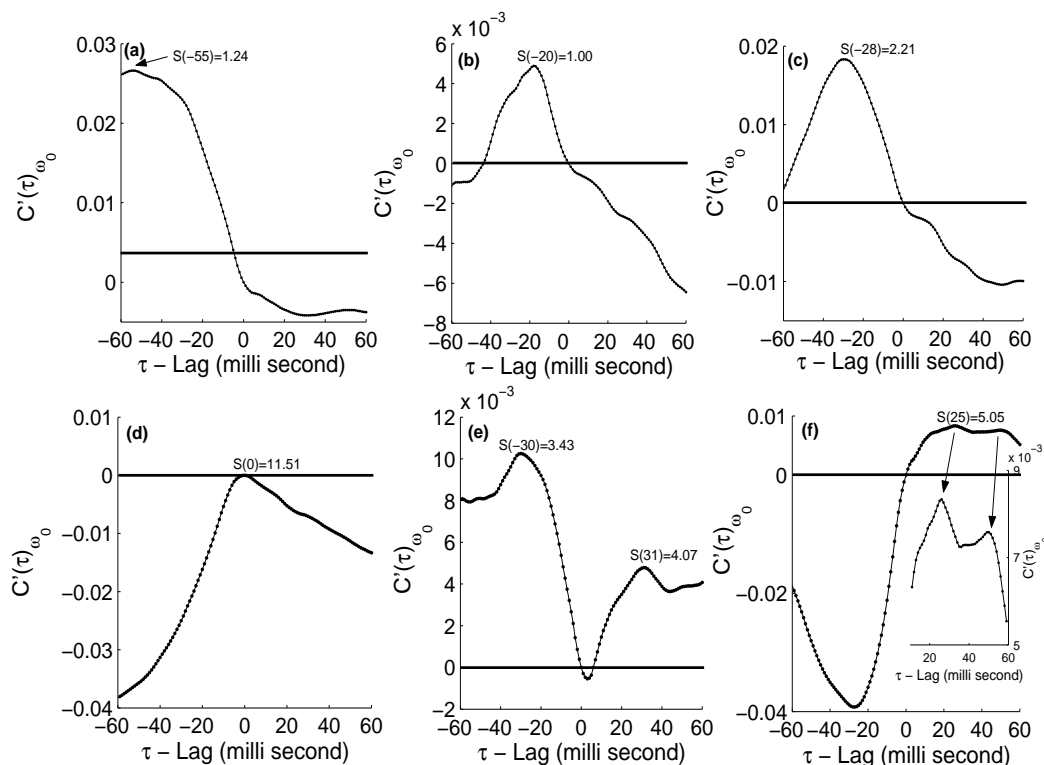 (a)
S(−55)=1.24
0.03
0.02
0.01
0
C'(τ)ω0
−60 −40 −20 0 20 40 60
τ − Lag (milli second)
x 10−3
(b)
S(−20)=1.00
6
4
2
0
−2
−4
−6
−8
C'(τ)ω0
−60 −40 −20 0 20 40 60
τ − Lag (milli second)
(c)
S(−28)=2.21
0.02
0.01
0
−0.01
C'(τ)ω0
−60 −40 −20 0 20 40 60
τ − Lag (milli second)
(d)
S(0)=11.51
0.01
0
−0.01
−0.02
−0.03
−0.04
C'(τ)ω0
−60 −40 −20 0 20 40 60
τ − Lag (milli second)
x 10−3
(e)
S(−30)=3.43
S(31)=4.07
12
10
8
6
4
2
0
−2
C'(τ)ω0
−60 −40 −20 0 20 40 60
τ − Lag (milli second)
(f)
S(25)=5.05
0.01
0
−0.02
−0.04
C'(τ)ω0
x 10−3
9
7
5
C'(τ)ω0
20 40 60
τ − Lag (milli second)
−60 −40 −20 0 20 40 60
τ − Lag (milli second)